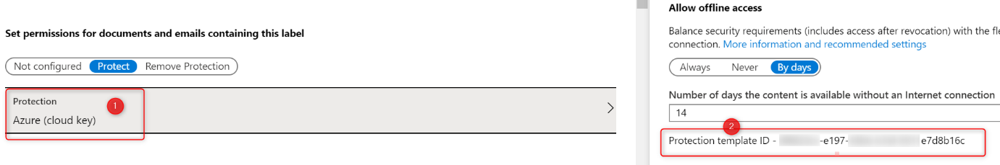 Set permissions for documents and emails containing this label
Not configured Protect Remove Protection
Protection
1
Azure (cloud key)
Allow offline access
Balance security requirements (includes access after revocation) with the
connection. More information and recommended settings
Always Never By days
Number of days the content is available without an Internet connection
14
2
Protection template ID - -e197- e7d8b16c